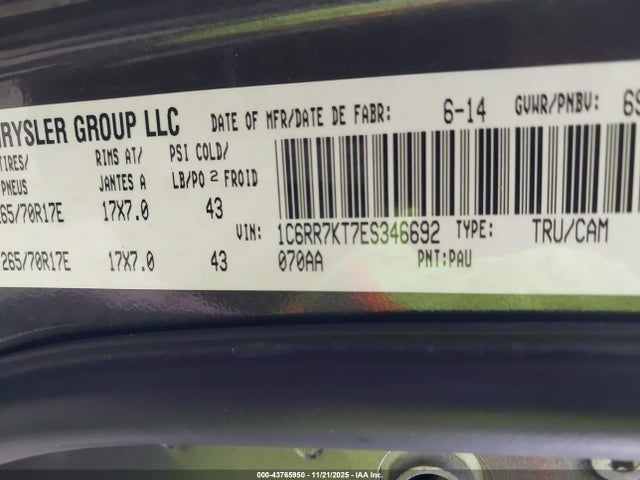 RYSLER GROUP LLC DATE OF MFR/DATE DE FABR: 6-14 GVWR/PNBV:
TIRES/ RIMS AT/ PSI COLD/
PNEUS JANTES A LB/PO 2 FROID
265/70R17E 17X7.0 43
VIN: 1C6RR7KT7ES346692 TYPE: TRU/CAM
265/70R17E 17X7.0 43 070AA PNT:PAU
000-43765950 - 11/21/2025 - IAA Inc.